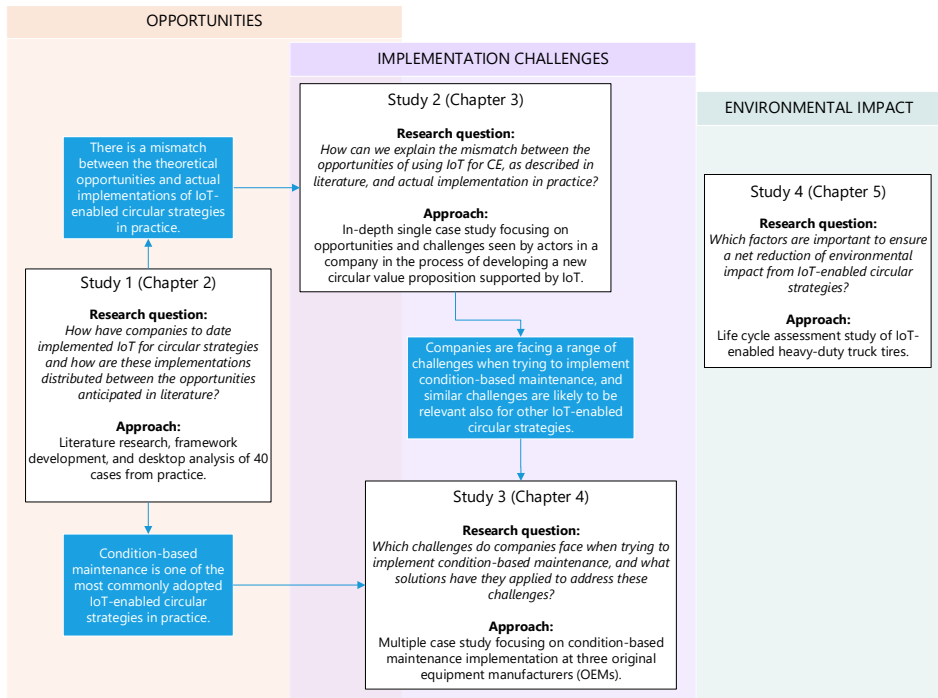 OPPORTUNITIES
IMPLEMENTATION CHALLENGES
ENVIRONMENTAL IMPACT
There is a mismatch
between the theoretical
opportunities and actual
implementations of IoT-
enabled circular strategies
in practice.
Study 1 (Chapter 2)
Research question:
How have companies to date
implemented IoT for circular strategies
and how are these implementations
distributed between the opportunities
anticipated in literature?
Approach:
Literature research, framework
development, and desktop analysis of 40
cases from practice.
Condition-based
maintenance is one of the
most commonly adopted
IoT-enabled circular
strategies in practice.
Study 2 (Chapter 3)
Research question:
How can we explain the mismatch between the
opportunities of using IoT for CE, as described in
literature, and actual implementation in practice?
Approach:
In-depth single case study focusing on
opportunities and challenges seen by actors in a
company in the process of developing a new
circular value proposition supported by IoT.
Companies are facing a range of
challenges when trying to implement
condition-based maintenance, and
similar challenges are likely to be
relevant also for other IoT-enabled
circular strategies.
Study 3 (Chapter 4)
Research question:
Which challenges do companies face when trying to
implement condition-based maintenance, and what
solutions have they applied to address these
challenges?
Approach:
Multiple case study focusing on condition-based
maintenance implementation at three original
equipment manufacturers (OEMs).
Study 4 (Chapter 5)
Research question:
Which factors are important to ensure
a net reduction of environmental
impact from IoT-enabled circular
strategies?
Approach:
Life cycle assessment study of IoT-
enabled heavy-duty truck tires.